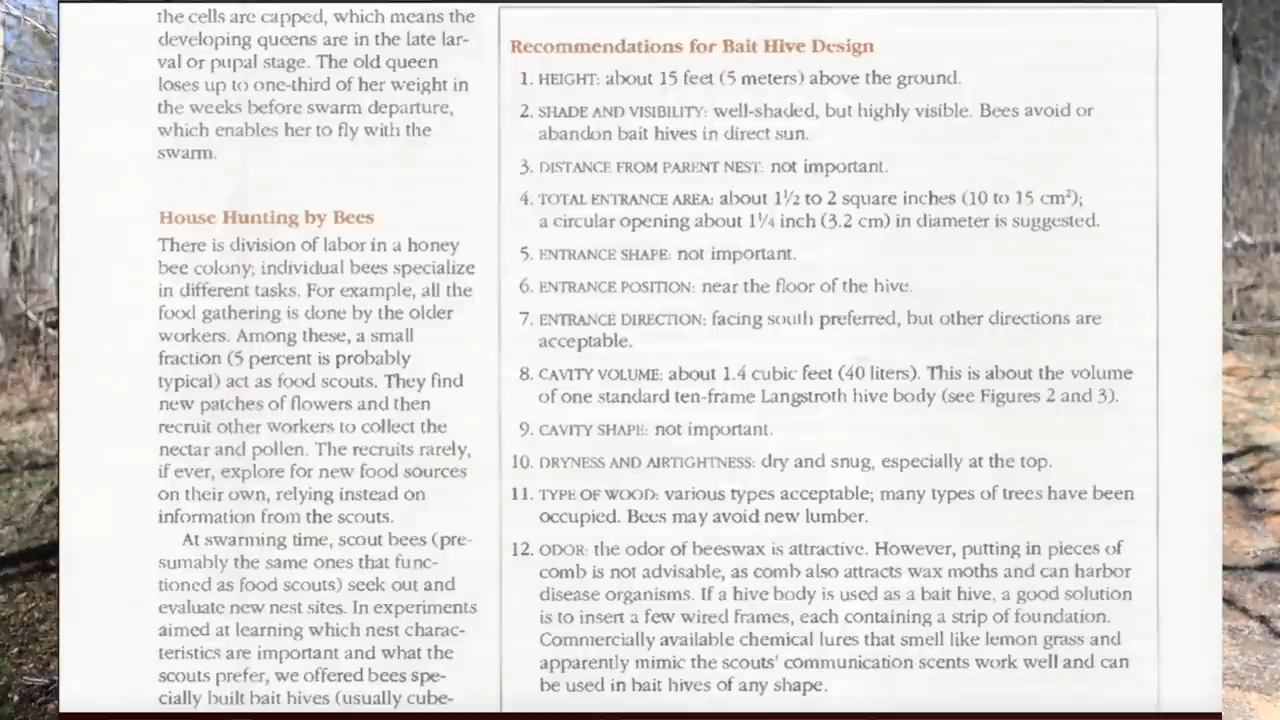 the cells are capped, which means the
developing queens are in the late lar-
val or pupal stage. The old queen
loses up to one-third of her weight in
the weeks before swarm departure,
which enables her to fly with the
swarm.
House Hunting by Bees
There is division of labor in a honey
bee colony; individual bees specialize
in different tasks. For example, all the
food gathering is done by the older
workers. Among these, a small
fraction (5 percent is probably
typical) act as food scouts. They find
new patches of flowers and then
recruit other workers to collect the
nectar and pollen. The recruits rarely,
if ever, explore for new food sources
on their own, relying instead on
information from the scouts.
At swarming time, scout bees (pre-
sumably the same ones that func-
tioned as food scouts) seek out and
evaluate new nest sites. In experiments
aimed at learning which nest charac-
teristics are important and what the
scouts prefer, we offered bees spe-
cially built bait hives (usually cube-
Recommendations for Bait Hive Design
1. HEIGHT: about 15 feet (5 meters) above the ground.
2. SHADE AND VISIBILITY: well-shaded, but highly visible. Bees avoid or
abandon bait hives in direct sun.
3. DISTANCE FROM PARENT NEST: not important.
4. TOTAL ENTRANCE AREA: about 1½ to 2 square inches (10 to 15 cm²);
a circular opening about 1¼ inch (3.2 cm) in diameter is suggested.
5. ENTRANCE SHAPE: not important.
6. ENTRANCE POSITION: near the floor of the hive.
7. ENTRANCE DIRECTION: facing south preferred, but other directions are
acceptable.
8. CAVITY VOLUME: about 1.4 cubic feet (40 liters). This is about the volume
of one standard ten-frame Langstroth hive body (see Figures 2 and 3).
9. CAVITY SHAPE: not important.
10. DRYNESS AND AIRTIGHTNESS: dry and snug, especially at the top.
11. TYPE OF WOOD: various types acceptable; many types of trees have been
occupied. Bees may avoid new lumber.
12. ODOR: the odor of beeswax is attractive. However, putting in pieces of
comb is not advisable, as comb also attracts wax moths and can harbor
disease organisms. If a hive body is used as a bait hive, a good solution
is to insert a few wired frames, each containing a strip of foundation.
Commercially available chemical lures that smell like lemon grass and
apparently mimic the scouts' communication scents work well and can
be used in bait hives of any shape.